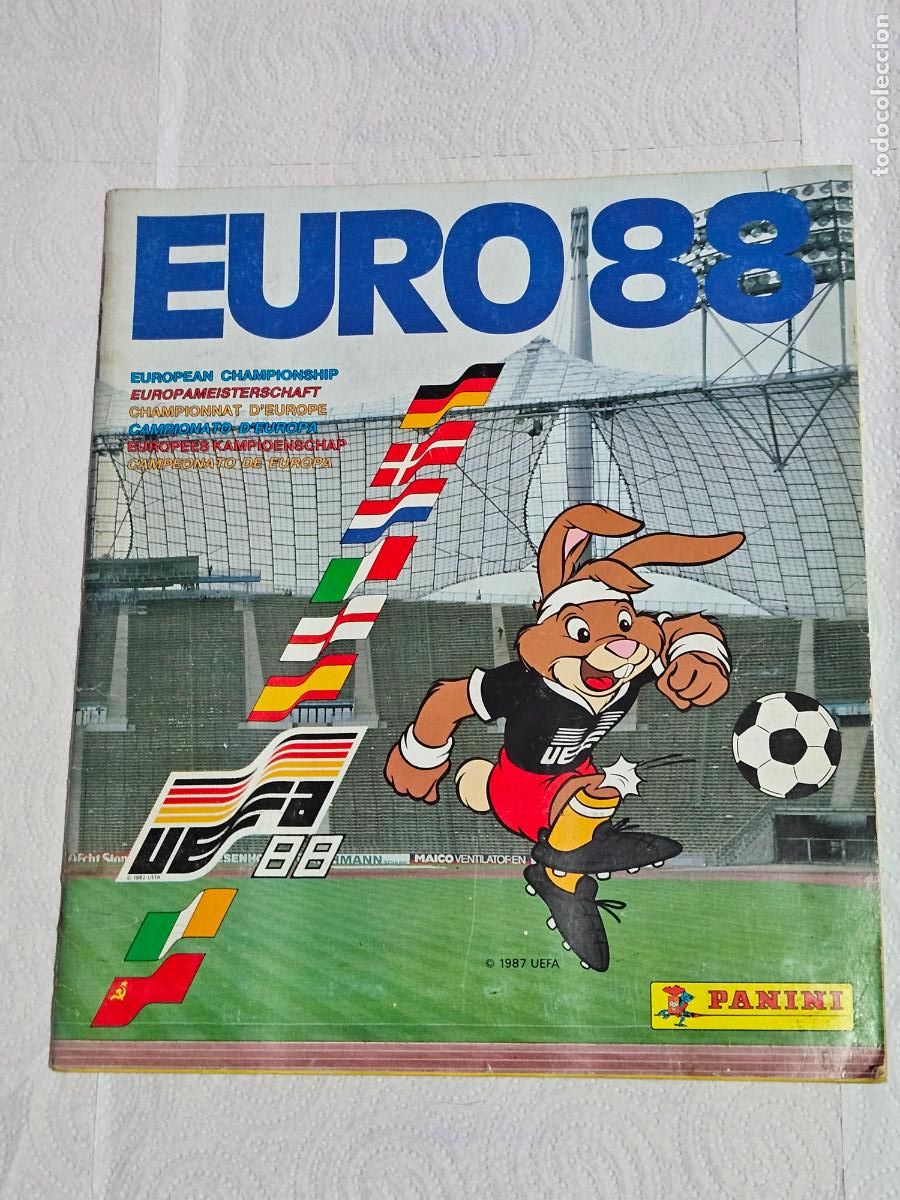 EURO 88
EUROPEAN CHAMPIONSHIP
EUROPAMEISTERSCHAFT
CHAMPIONNAT D'EUROPE
CAMPIONATO D'EUROPA
EUROPEES KAMPIOENSCHAP
CAMPEONATO DE EUROPA
UEFA
UEFA
88
© 1982 UEFA
MAICO VENTILATOREN
© 1987 UEFA
PANINI
todocoleccion